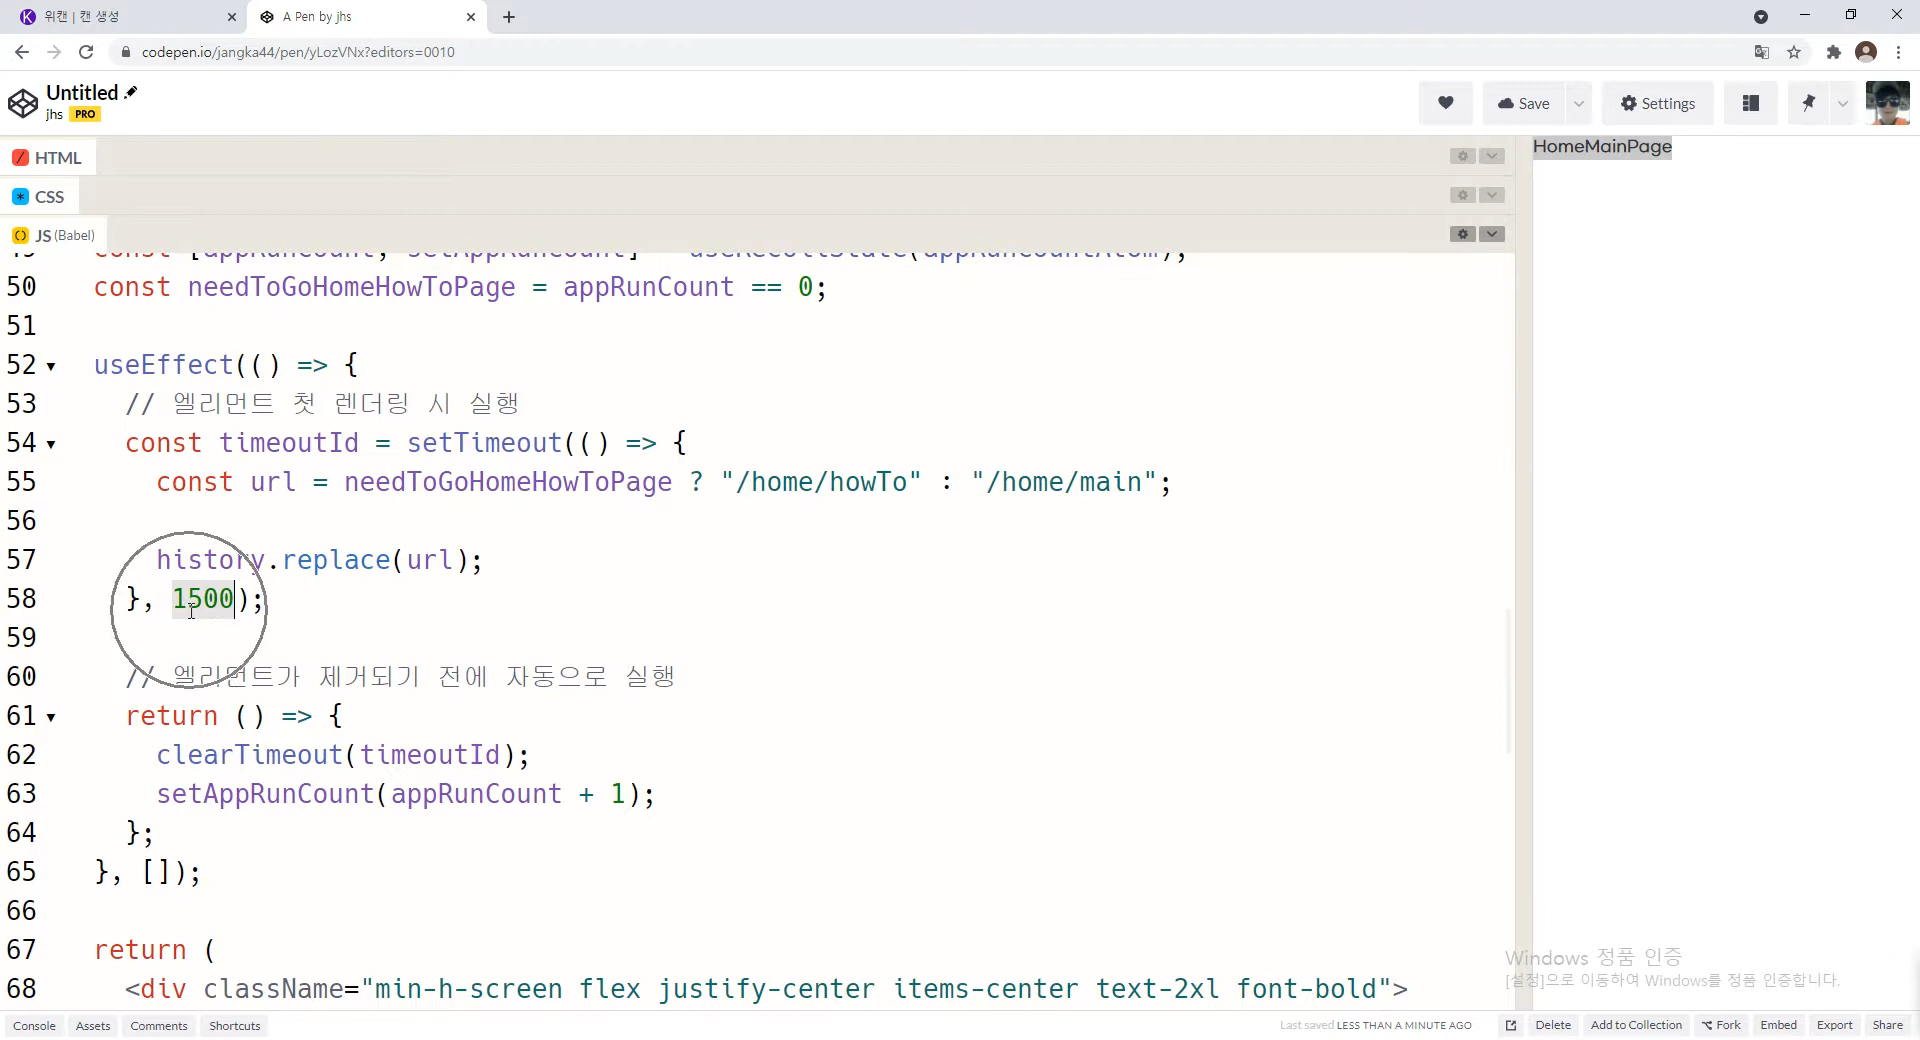 위캔 | 캔 생성
A Pen by jhs
codepen.io/jangka44/pen/yLozVNx?editors=0010
Untitled
jhs PRO
Save
Settings
HTML
CSS
JS (Babel)
HomeMainPage
49 const [appRunCount, setAppRunCount] = useRecoilState(appRunCountAtom);
50 const needToGoHomeHowToPage = appRunCount == 0;
51
52 useEffect(() => {
53 // 엘리먼트 첫 렌더링 시 실행
54 const timeoutId = setTimeout(() => {
55 const url = needToGoHomeHowToPage ? "/home/howTo" : "/home/main";
56
57 history.replace(url);
58 }, 1500);
59
60 // 엘리먼트가 제거되기 전에 자동으로 실행
61 return () => {
62 clearTimeout(timeoutId);
63 setAppRunCount(appRunCount + 1);
64 };
65 }, []);
66
67 return (
68 <div className="min-h-screen flex justify-center items-center text-2xl font-bold">
Windows 정품 인증
[설정]으로 이동하여 Windows를 정품 인증합니다.
Console Assets Comments Shortcuts
Last saved LESS THAN A MINUTE AGO
Delete Add to Collection Fork Embed Export Share